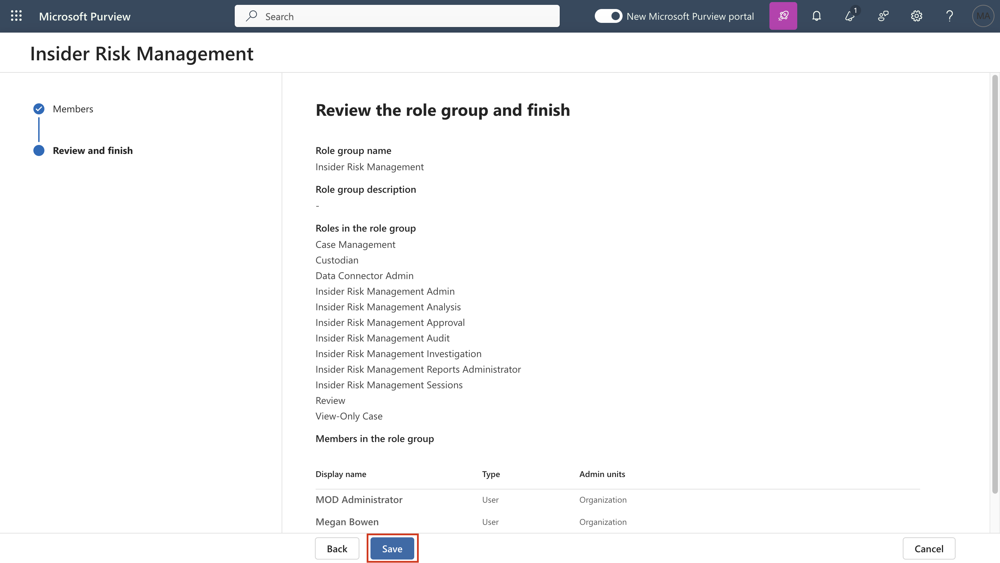 Microsoft Purview
Search
New Microsoft Purview portal
1
MA
Insider Risk Management
Members
Review and finish
Review the role group and finish
Role group name
Insider Risk Management
Role group description
-
Roles in the role group
Case Management
Custodian
Data Connector Admin
Insider Risk Management Admin
Insider Risk Management Analysis
Insider Risk Management Approval
Insider Risk Management Audit
Insider Risk Management Investigation
Insider Risk Management Reports Administrator
Insider Risk Management Sessions
Review
View-Only Case
Members in the role group
Display name Type Admin units
MOD Administrator User Organization
Megan Bowen User Organization
Back Save Cancel